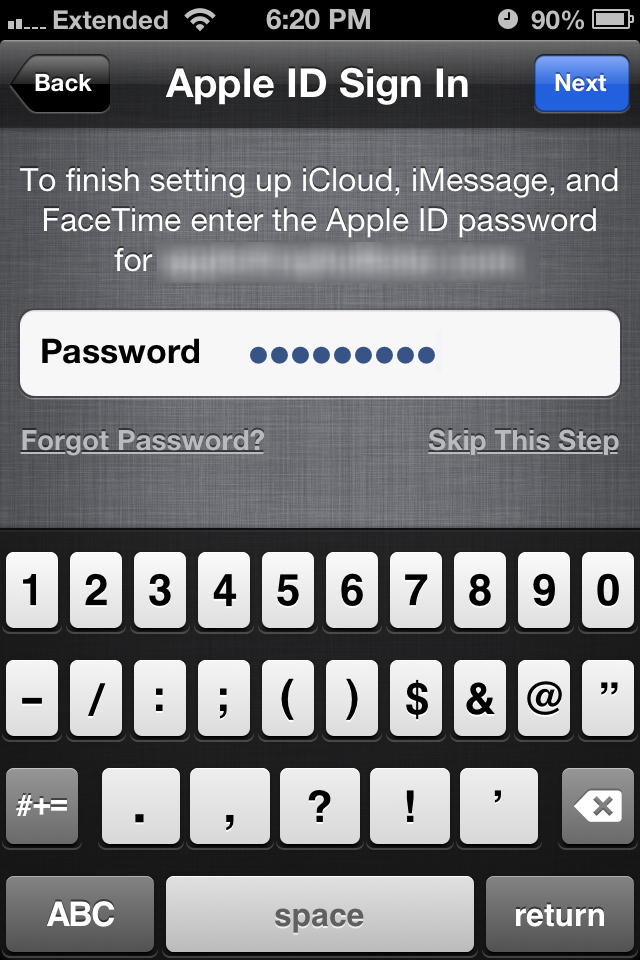 Extended 6:20 PM 90%
Back Apple ID Sign In Next
To finish setting up iCloud, iMessage, and
FaceTime enter the Apple ID password
for
Password ●●●●●●●●●
Forgot Password? Skip This Step
1 2 3 4 5 6 7 8 9 0
- / : ; ( ) $ & @ ”
#+= . , ? ! ’
ABC space return